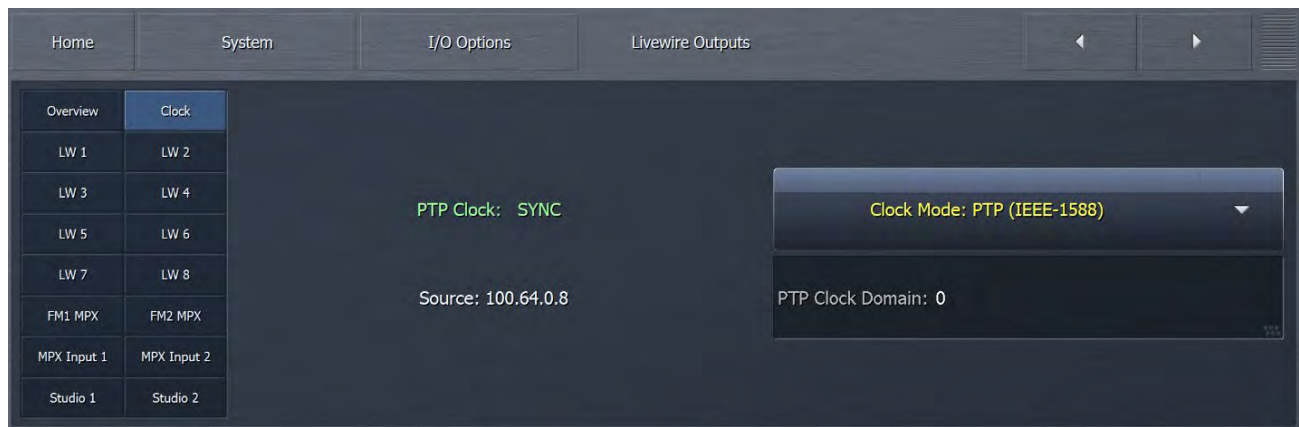 Home System I/O Options Livewire Outputs
Overview Clock
LW 1 LW 2
LW 3 LW 4
LW 5 LW 6
LW 7 LW 8
FM1 MPX FM2 MPX
MPX Input 1 MPX Input 2
Studio 1 Studio 2
PTP Clock: SYNC
Source: 100.64.0.8
Clock Mode: PTP (IEEE-1588)
PTP Clock Domain: 0